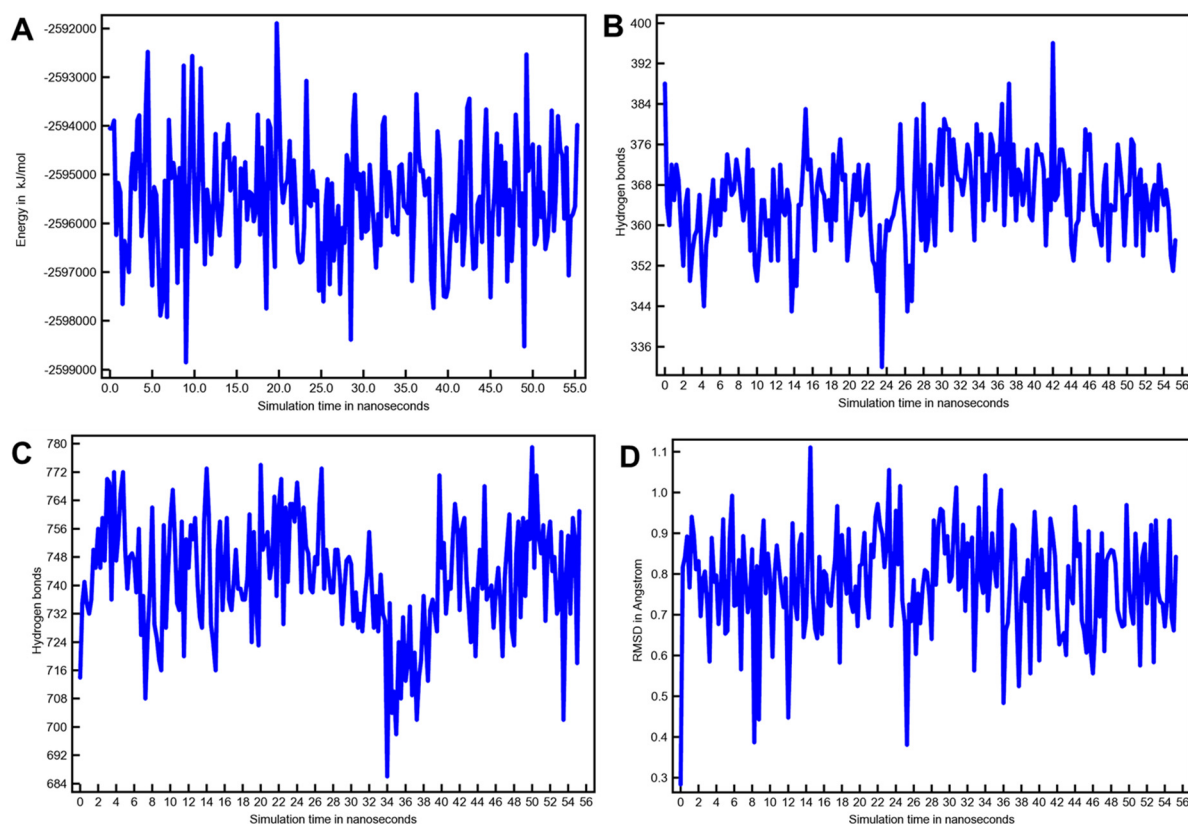 A
-2592000
-2593000
-2594000
-2595000
-2596000
-2597000
-2598000
-2599000
Energy in kJ/mol
0.0 5.0 10.0 15.0 20.0 25.0 30.0 35.0 40.0 45.0 50.0 55.0
Simulation time in nanoseconds
B
400
392
384
376
368
360
352
344
336
Hydrogen bonds
0 2 4 6 8 10 12 14 16 18 20 22 24 26 28 30 32 34 36 38 40 42 44 46 48 50 52 54 56
Simulation time in nanoseconds
C
780
772
764
756
748
740
732
724
716
708
700
692
684
Hydrogen bonds
0 2 4 6 8 10 12 14 16 18 20 22 24 26 28 30 32 34 36 38 40 42 44 46 48 50 52 54 56
Simulation time in nanoseconds
D
1.1
1.0
0.9
0.8
0.7
0.6
0.5
0.4
0.3
RMSD in Angstrom
0 2 4 6 8 10 12 14 16 18 20 22 24 26 28 30 32 34 36 38 40 42 44 46 48 50 52 54 56
Simulation time in nanoseconds